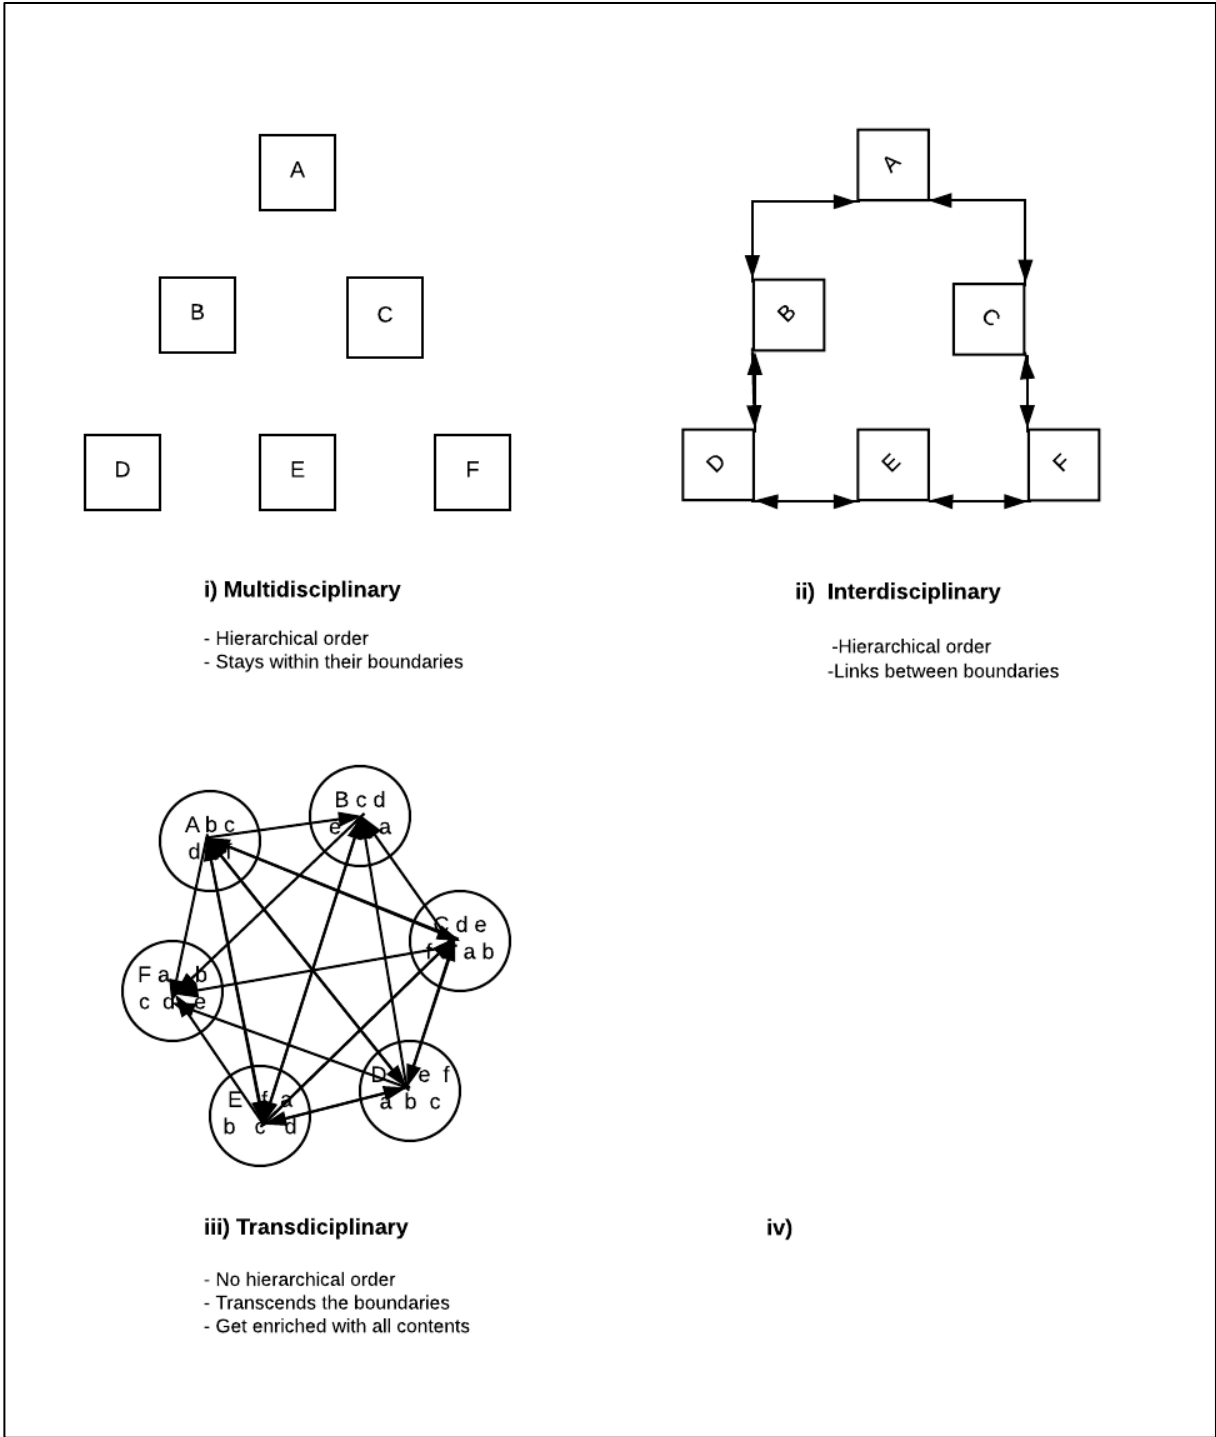 A
B
C
D
E
F
i) Multidisciplinary
- Hierarchical order
- Stays within their boundaries
A
B
C
D
E
F
ii) Interdisciplinary
-Hierarchical order
-Links between boundaries
A b c
d f
B c d
e a
C d e
f a b
F a b
c d e
E f a
b c d
D e f
a b c
iii) Transdiciplinary
- No hierarchical order
- Transcends the boundaries
- Get enriched with all contents
iv)